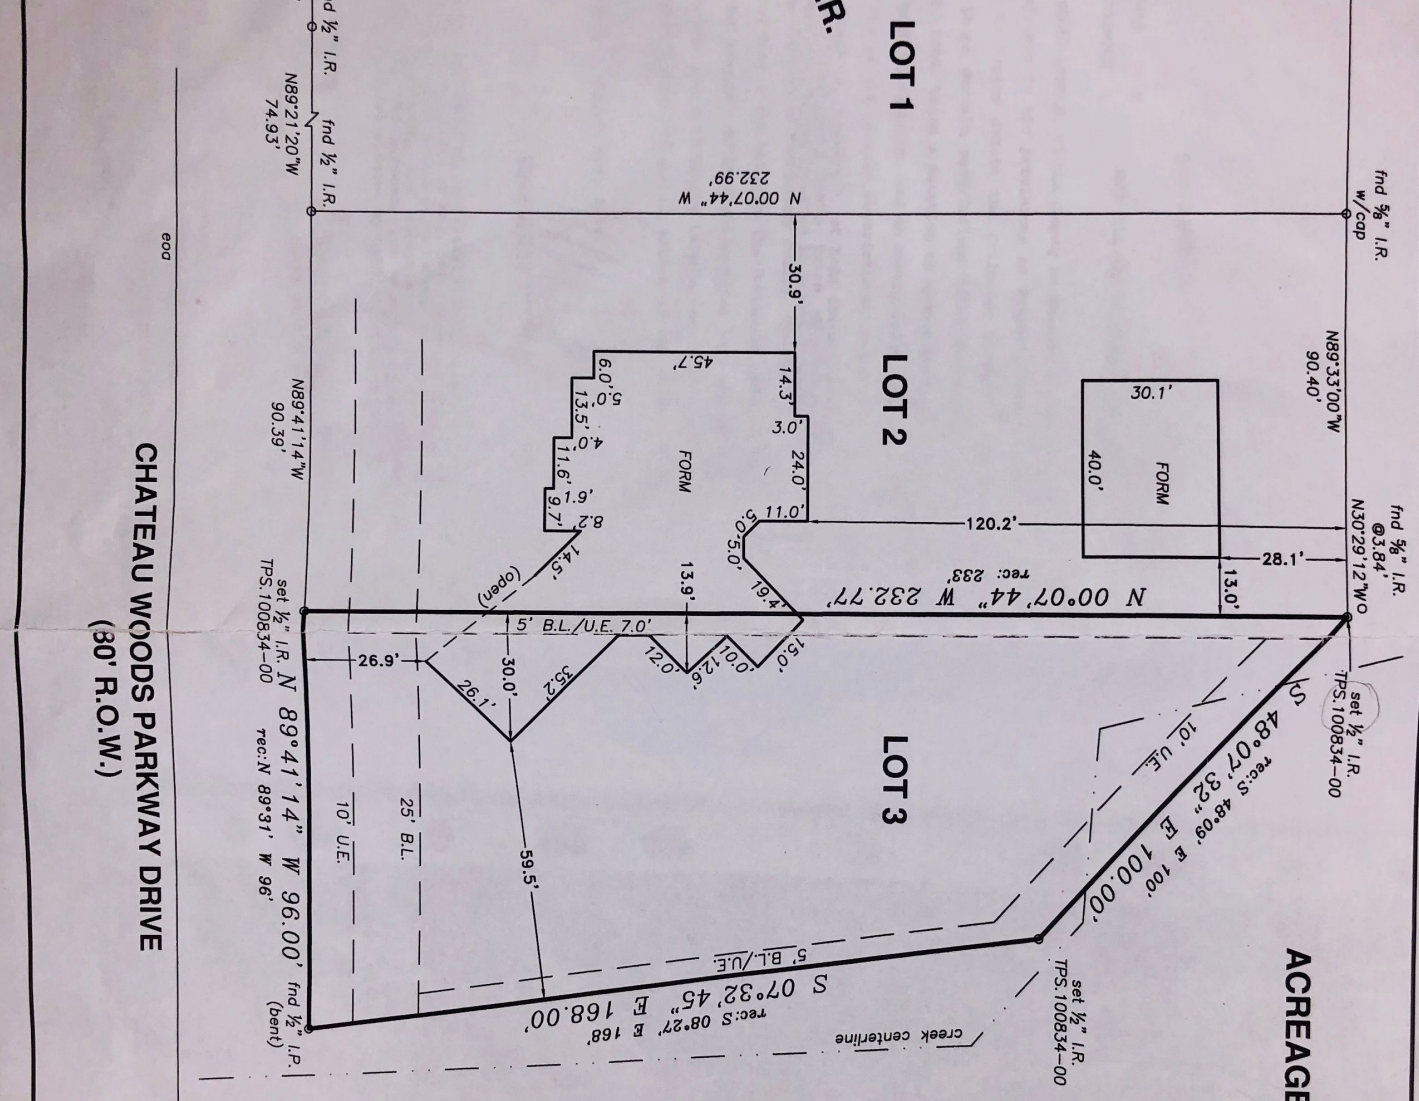 R.
LOT 1
fnd ½" I.R.
N89°21'20"W
74.93'
fnd ½" I.R.
N 00°07'44" W
232.99'
fnd ⅝" I.R.
w/cap
eoa
30.9'
45.7'
14.3'
3.0'
24.0'
11.0'
5.0'
5.0'
19.4'
6.0'
5.0'
13.5'
4.0'
11.6'
1.6'
9.7'
8.2'
14.5'
(open)
FORM
LOT 2
30.1'
40.0'
FORM
N89°33'00"W
90.40'
N89°41'14"W
90.39'
120.2'
28.1'
13.0'
fnd ⅝" I.R.
@3.84'
N30°29'12"W
rec: 233'
N 00°07'44" W 232.77'
13.9'
5' B.L./U.E. 7.0'
set ½" I.R.
TPS.100834-00
CHATEAU WOODS PARKWAY DRIVE
(80' R.O.W.)
26.9'
26.1'
30.0'
35.2'
12.0'
12.6'
10.0'
15.0'
set ½" I.R.
TPS.100834-00
LOT 3
10' U.E.
S 48°07'32" E 100.00'
rec:S 48°09' E 100'
N 89°41'14" W 96.00'
rec:N 89°31' W 96'
10' U.E.
25' B.L.
59.5'
5' B.L./U.E.
S 07°32'45" E 168.00'
rec:S 08°27' E 168'
fnd ½" I.P.
(bent)
creek centerline
set ½" I.R.
TPS.100834-00
ACREAGE